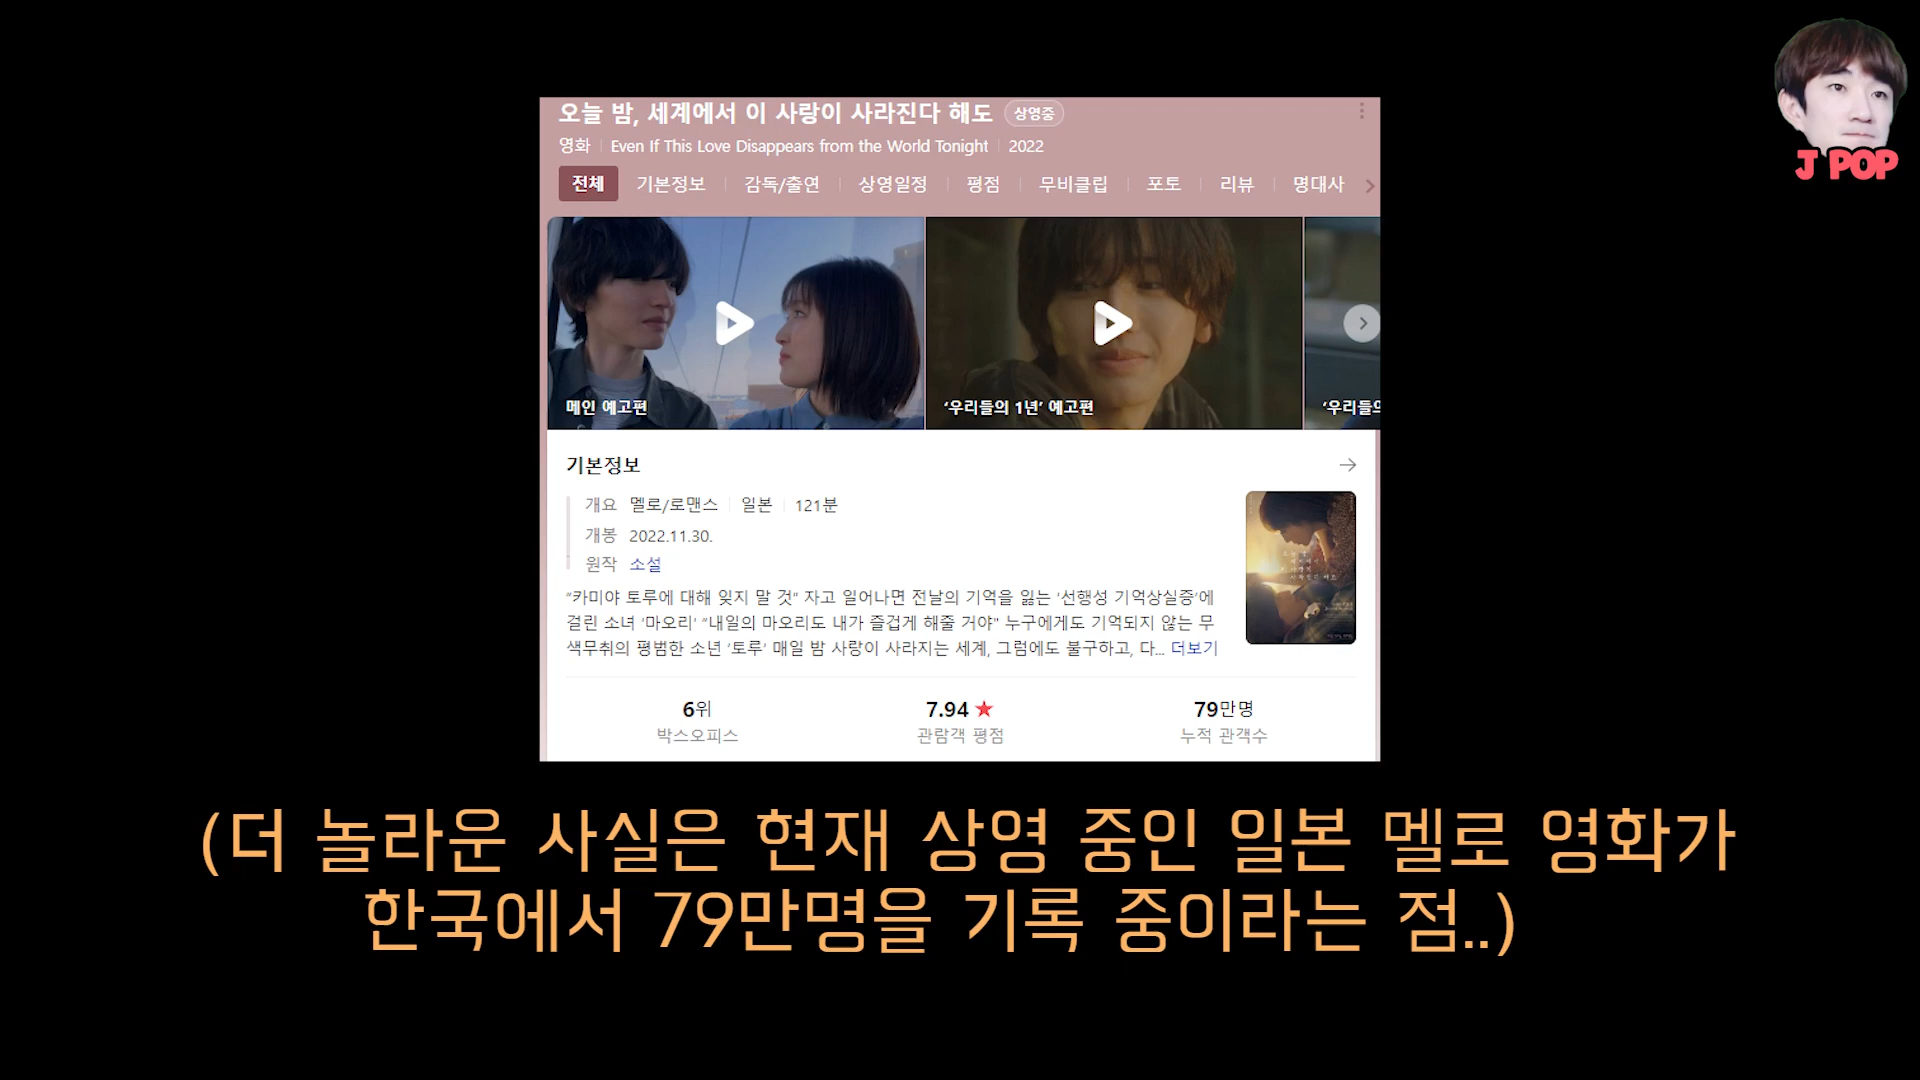 J POP
오늘 밤, 세계에서 이 사랑이 사라진다 해도 상영중
영화 Even If This Love Disappears from the World Tonight 2022
전체 기본정보 감독/출연 상영일정 평점 무비클립 포토 리뷰 명대사
메인 예고편
‘우리들의 1년’ 예고편
‘우리들의
기본정보
개요 멜로/로맨스 일본 121분
개봉 2022.11.30.
원작 소설
“카미야 토루에 대해 잊지 말 것” 자고 일어나면 전날의 기억을 잃는 ‘선행성 기억상실증’에
걸린 소녀 ‘마오리’ “내일의 마오리도 내가 즐겁게 해줄 거야” 누구에게도 기억되지 않는 무
색무취의 평범한 소년 ‘토루’ 매일 밤 사랑이 사라지는 세계, 그럼에도 불구하고, 다... 더보기
6위 7.94 ★ 79만명
박스오피스 관람객 평점 누적 관객수
(더 놀라운 사실은 현재 상영 중인 일본 멜로 영화가
한국에서 79만명을 기록 중이라는 점..)